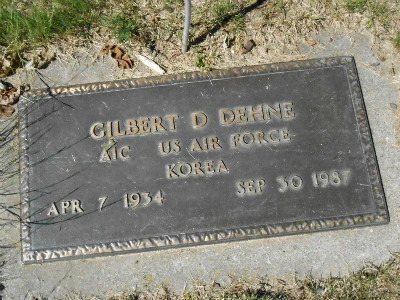 GILBERT D DEHNE
A1C US AIR FORCE
KOREA
APR 7 1934 SEP 30 1987